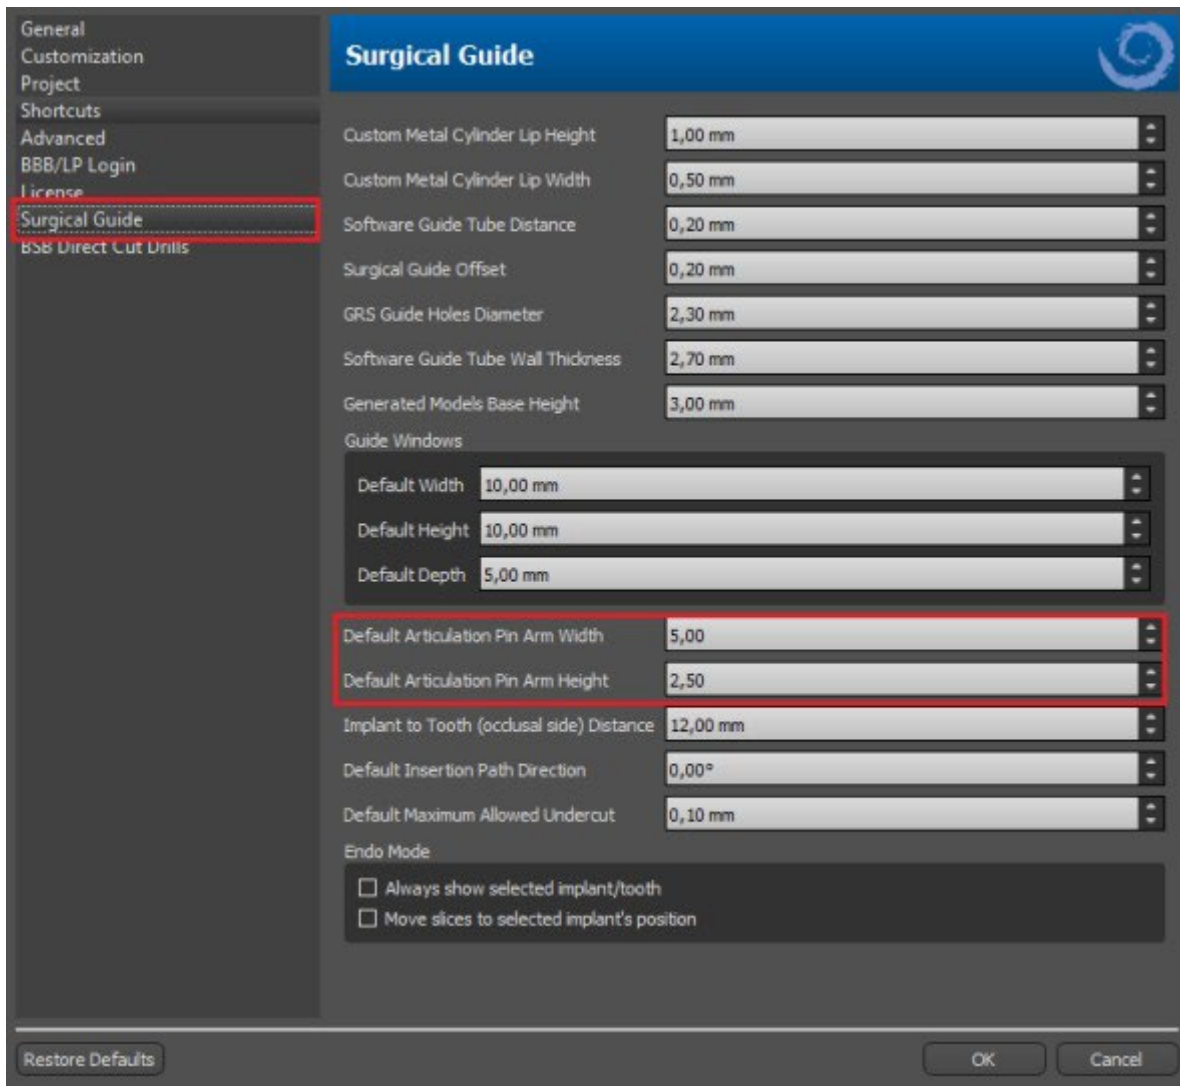 General
Customization
Project
Shortcuts
Advanced
BBB/LP Login
License
Surgical Guide
BSB Direct Cut Drills
Surgical Guide
Custom Metal Cylinder Lip Height 1,00 mm
Custom Metal Cylinder Lip Width 0,50 mm
Software Guide Tube Distance 0,20 mm
Surgical Guide Offset 0,20 mm
GRS Guide Holes Diameter 2,30 mm
Software Guide Tube Wall Thickness 2,70 mm
Generated Models Base Height 3,00 mm
Guide Windows
Default Width 10,00 mm
Default Height 10,00 mm
Default Depth 5,00 mm
Default Articulation Pin Arm Width 5,00
Default Articulation Pin Arm Height 2,50
Implant to Tooth (occlusal side) Distance 12,00 mm
Default Insertion Path Direction 0,00°
Default Maximum Allowed Undercut 0,10 mm
Endo Mode
Always show selected implant/tooth
Move slices to selected implant's position
Restore Defaults OK Cancel